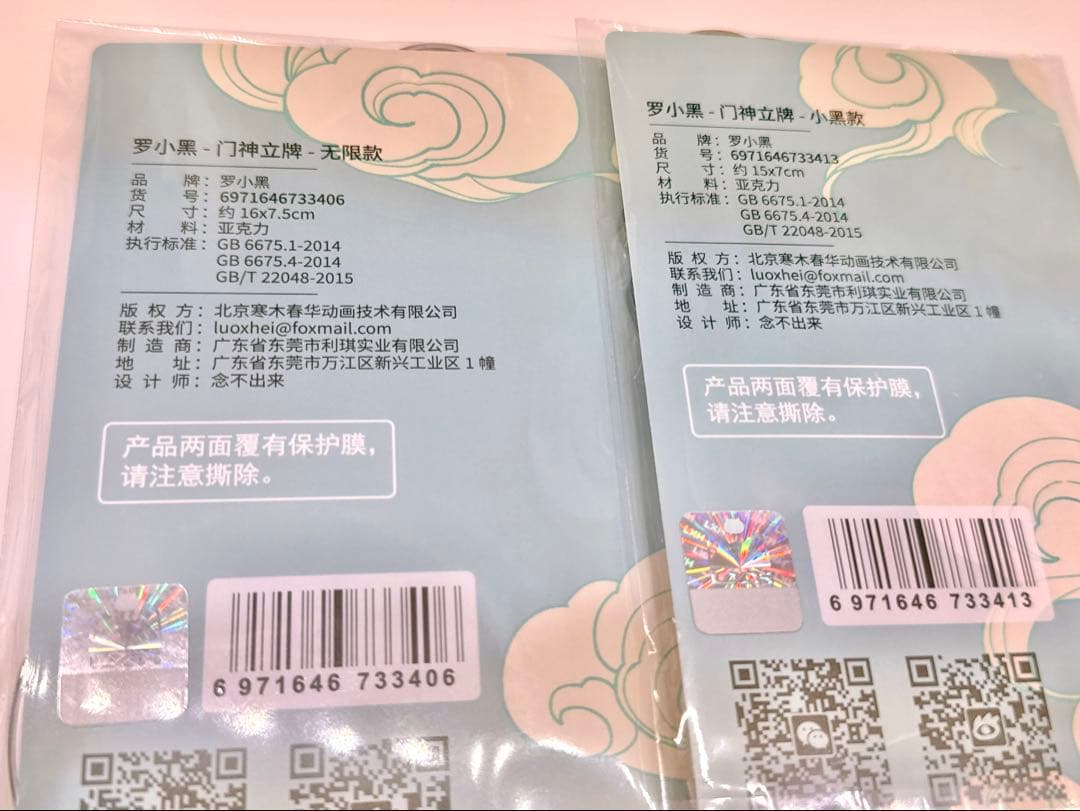 罗小黑 - 门神立牌 - 无限款
品 牌：罗小黑
货 号：6971646733406
尺 寸：约 16x7.5cm
材 料：亚克力
执行标准：GB 6675.1-2014
GB 6675.4-2014
GB/T 22048-2015
版 权 方：北京寒木春华动画技术有限公司
联系我们：luoxhei@foxmail.com
制 造 商：广东省东莞市利琪实业有限公司
地 址：广东省东莞市万江区新兴工业区 1 幢
设 计 师：念不出来
产品两面覆有保护膜，
请注意撕除。
6 971646 733406
罗小黑 - 门神立牌 - 小黑款
品 牌：罗小黑
货 号：6971646733413
尺 寸：约 15x7cm
材 料：亚克力
执行标准：GB 6675.1-2014
GB 6675.4-2014
GB/T 22048-2015
版 权 方：北京寒木春华动画技术有限公司
联系我们：luoxhei@foxmail.com
制 造 商：广东省东莞市利琪实业有限公司
地 址：广东省东莞市万江区新兴工业区 1 幢
设 计 师：念不出来
产品两面覆有保护膜，
请注意撕除。
LXH
6 971646 733413